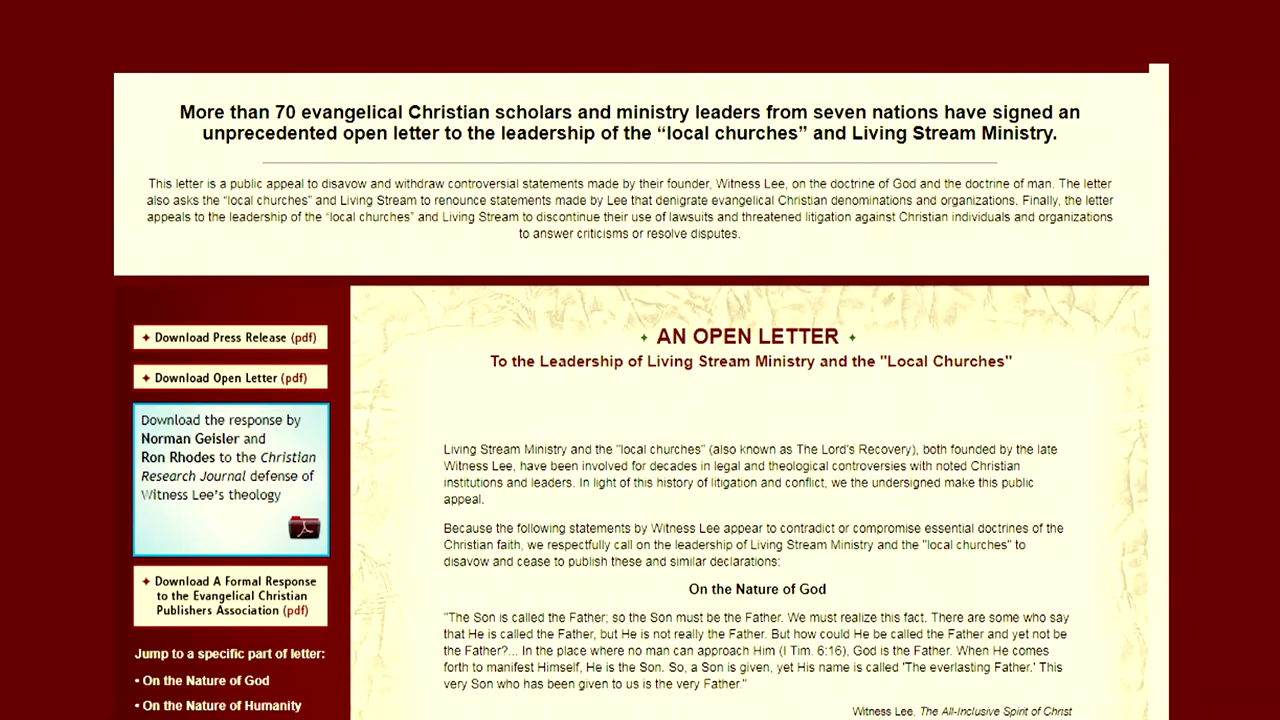 More than 70 evangelical Christian scholars and ministry leaders from seven nations have signed an
unprecedented open letter to the leadership of the “local churches” and Living Stream Ministry.
This letter is a public appeal to disavow and withdraw controversial statements made by their founder, Witness Lee, on the doctrine of God and the doctrine of man. The letter
also asks the “local churches” and Living Stream to renounce statements made by Lee that denigrate evangelical Christian denominations and organizations. Finally, the letter
appeals to the leadership of the “local churches” and Living Stream to discontinue their use of lawsuits and threatened litigation against Christian individuals and organizations
to answer criticisms or resolve disputes.
Download Press Release (pdf)
Download Open Letter (pdf)
Download the response by
Norman Geisler and
Ron Rhodes to the Christian
Research Journal defense of
Witness Lee's theology
Download A Formal Response
to the Evangelical Christian
Publishers Association (pdf)
Jump to a specific part of letter:
• On the Nature of God
• On the Nature of Humanity
AN OPEN LETTER
To the Leadership of Living Stream Ministry and the "Local Churches"
Living Stream Ministry and the "local churches" (also known as The Lord's Recovery), both founded by the late
Witness Lee, have been involved for decades in legal and theological controversies with noted Christian
institutions and leaders. In light of this history of litigation and conflict, we the undersigned make this public
appeal.
Because the following statements by Witness Lee appear to contradict or compromise essential doctrines of the
Christian faith, we respectfully call on the leadership of Living Stream Ministry and the "local churches" to
disavow and cease to publish these and similar declarations:
On the Nature of God
"The Son is called the Father; so the Son must be the Father. We must realize this fact. There are some who say
that He is called the Father, but He is not really the Father. But how could He be called the Father and yet not be
the Father?... In the place where no man can approach Him (I Tim. 6:16), God is the Father. When He comes
forth to manifest Himself, He is the Son. So, a Son is given, yet His name is called 'The everlasting Father.' This
very Son who has been given to us is the very Father."
Witness Lee, The All-Inclusive Spirit of Christ